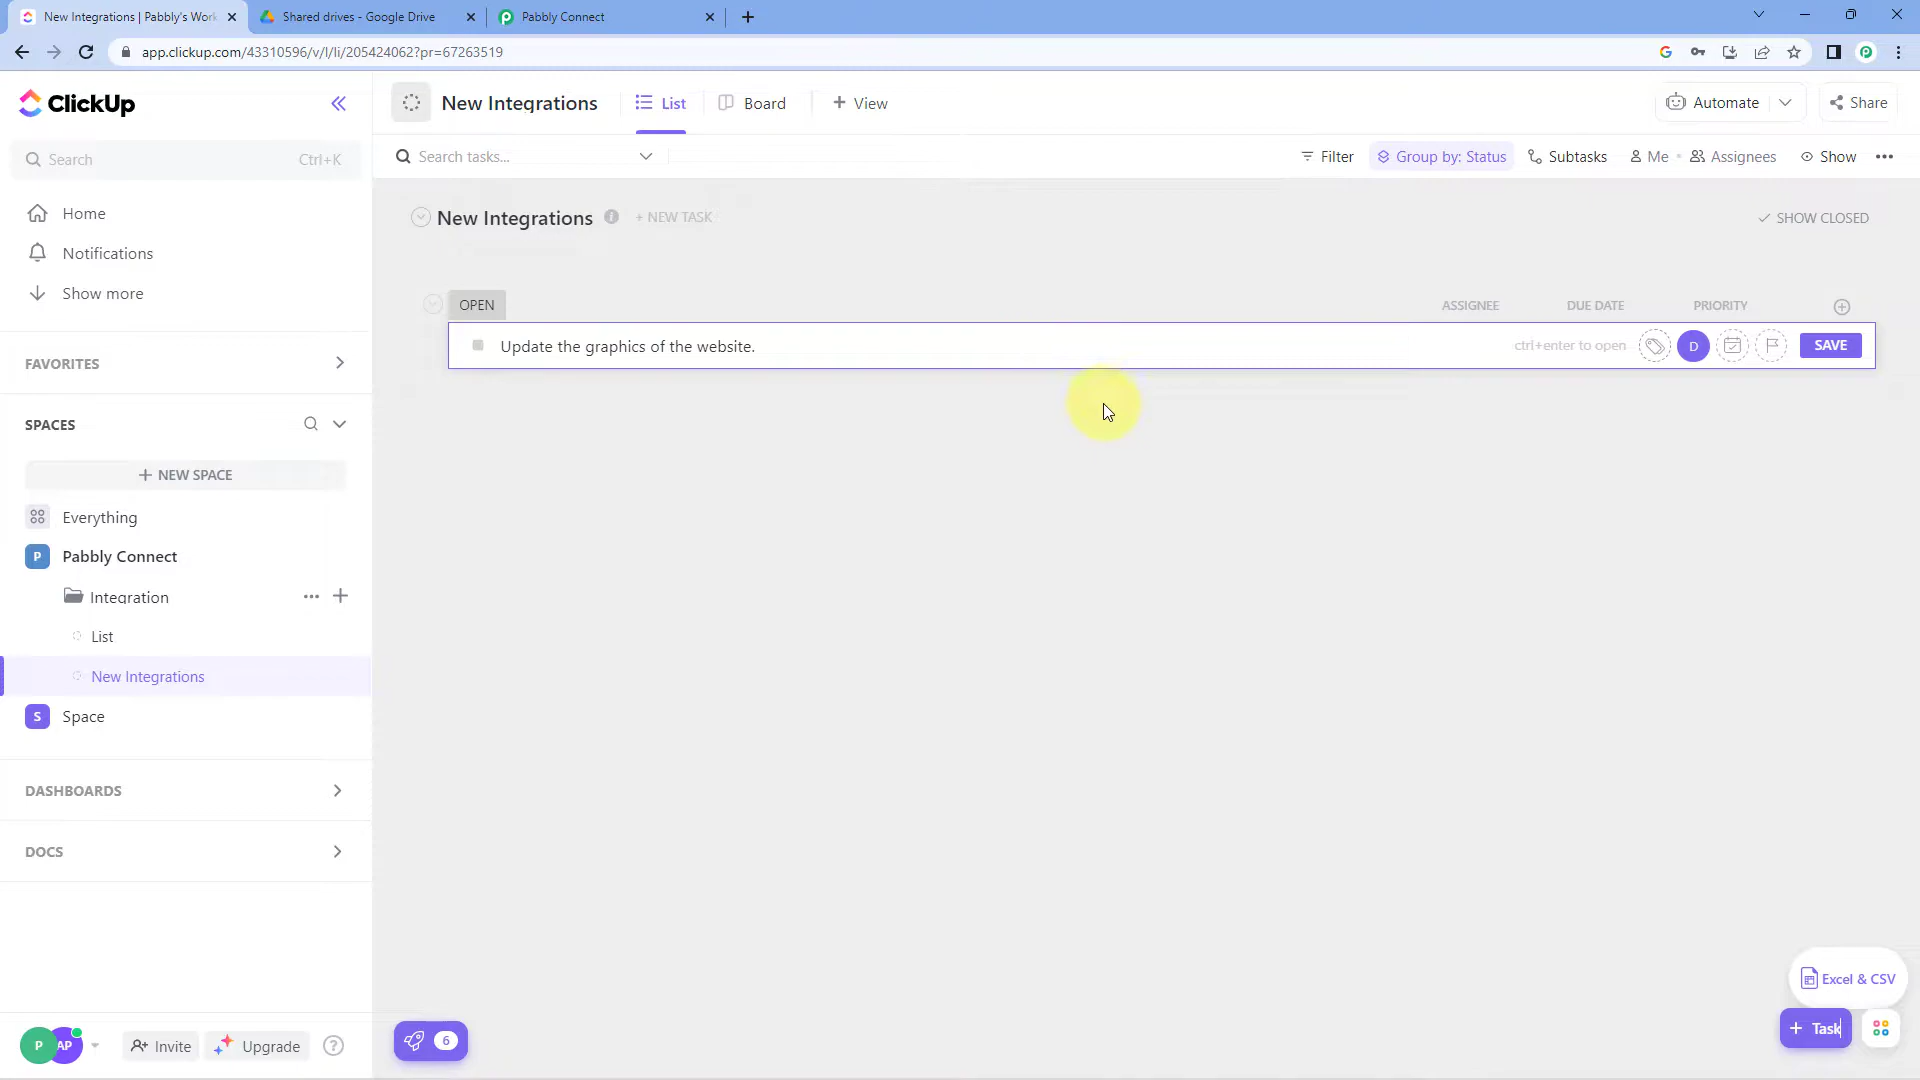 New Integrations | Pabbly's Work
Shared drives - Google Drive
Pabbly Connect
app.clickup.com/43310596/v/l/li/205424062?pr=67263519
ClickUp
New Integrations
List
Board
+ View
Automate
Share
Search
Ctrl+K
Search tasks...
Filter
Group by: Status
Subtasks
Me
Assignees
Show
Home
Notifications
Show more
New Integrations
+ NEW TASK
SHOW CLOSED
OPEN
ASSIGNEE
DUE DATE
PRIORITY
Update the graphics of the website.
ctrl+enter to open
D
SAVE
FAVORITES
SPACES
+ NEW SPACE
Everything
P
Pabbly Connect
Integration
List
New Integrations
S
Space
DASHBOARDS
DOCS
Excel & CSV
+ Task
P
AP
Invite
Upgrade
?
6